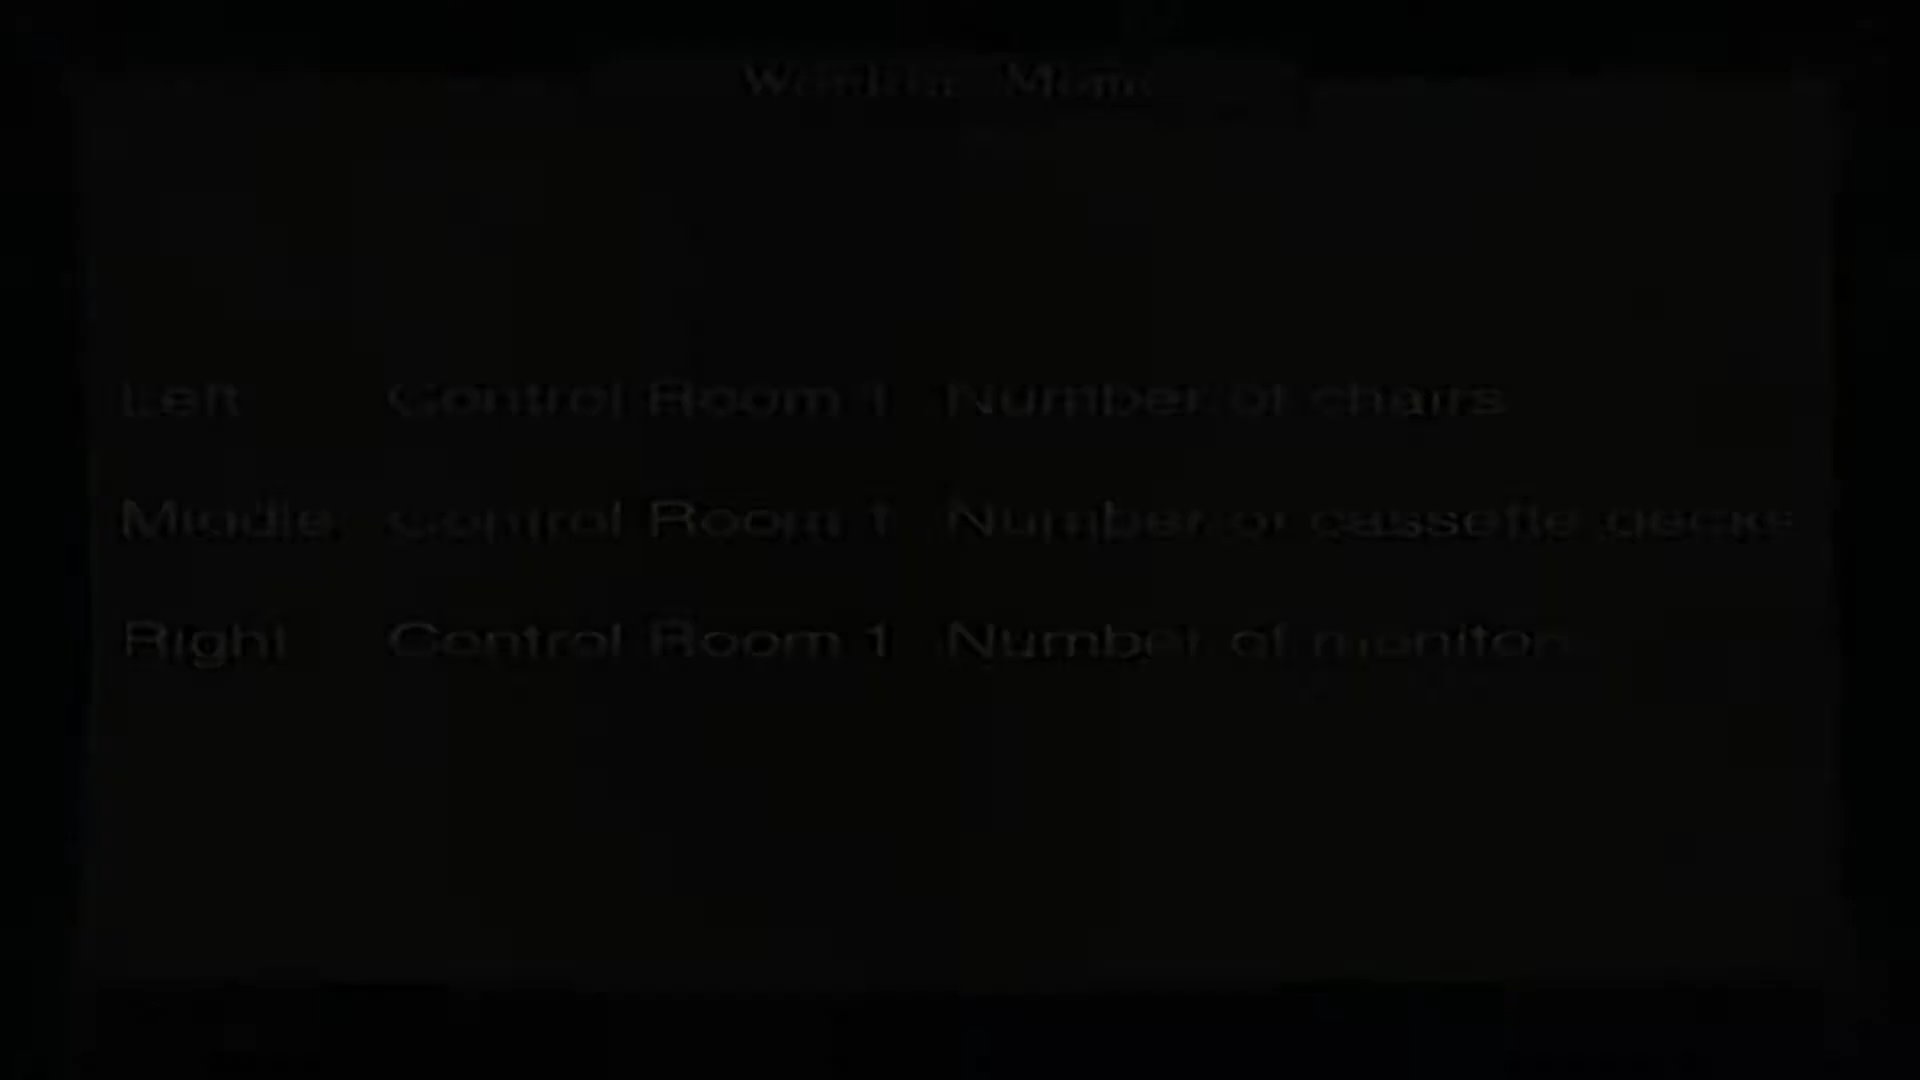 Left Control Room 1 Number of chairs
Middle Control Room 1 Number of cassette decks
Right Control Room 1 Number of monitors